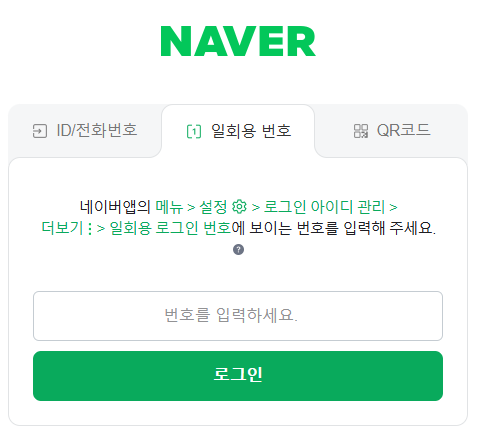 NAVER
ID/전화번호
1 일회용 번호
QR코드
네이버앱의 메뉴 > 설정 > 로그인 아이디 관리 >
더보기 > 일회용 로그인 번호에 보이는 번호를 입력해 주세요.
?
번호를 입력하세요.
로그인